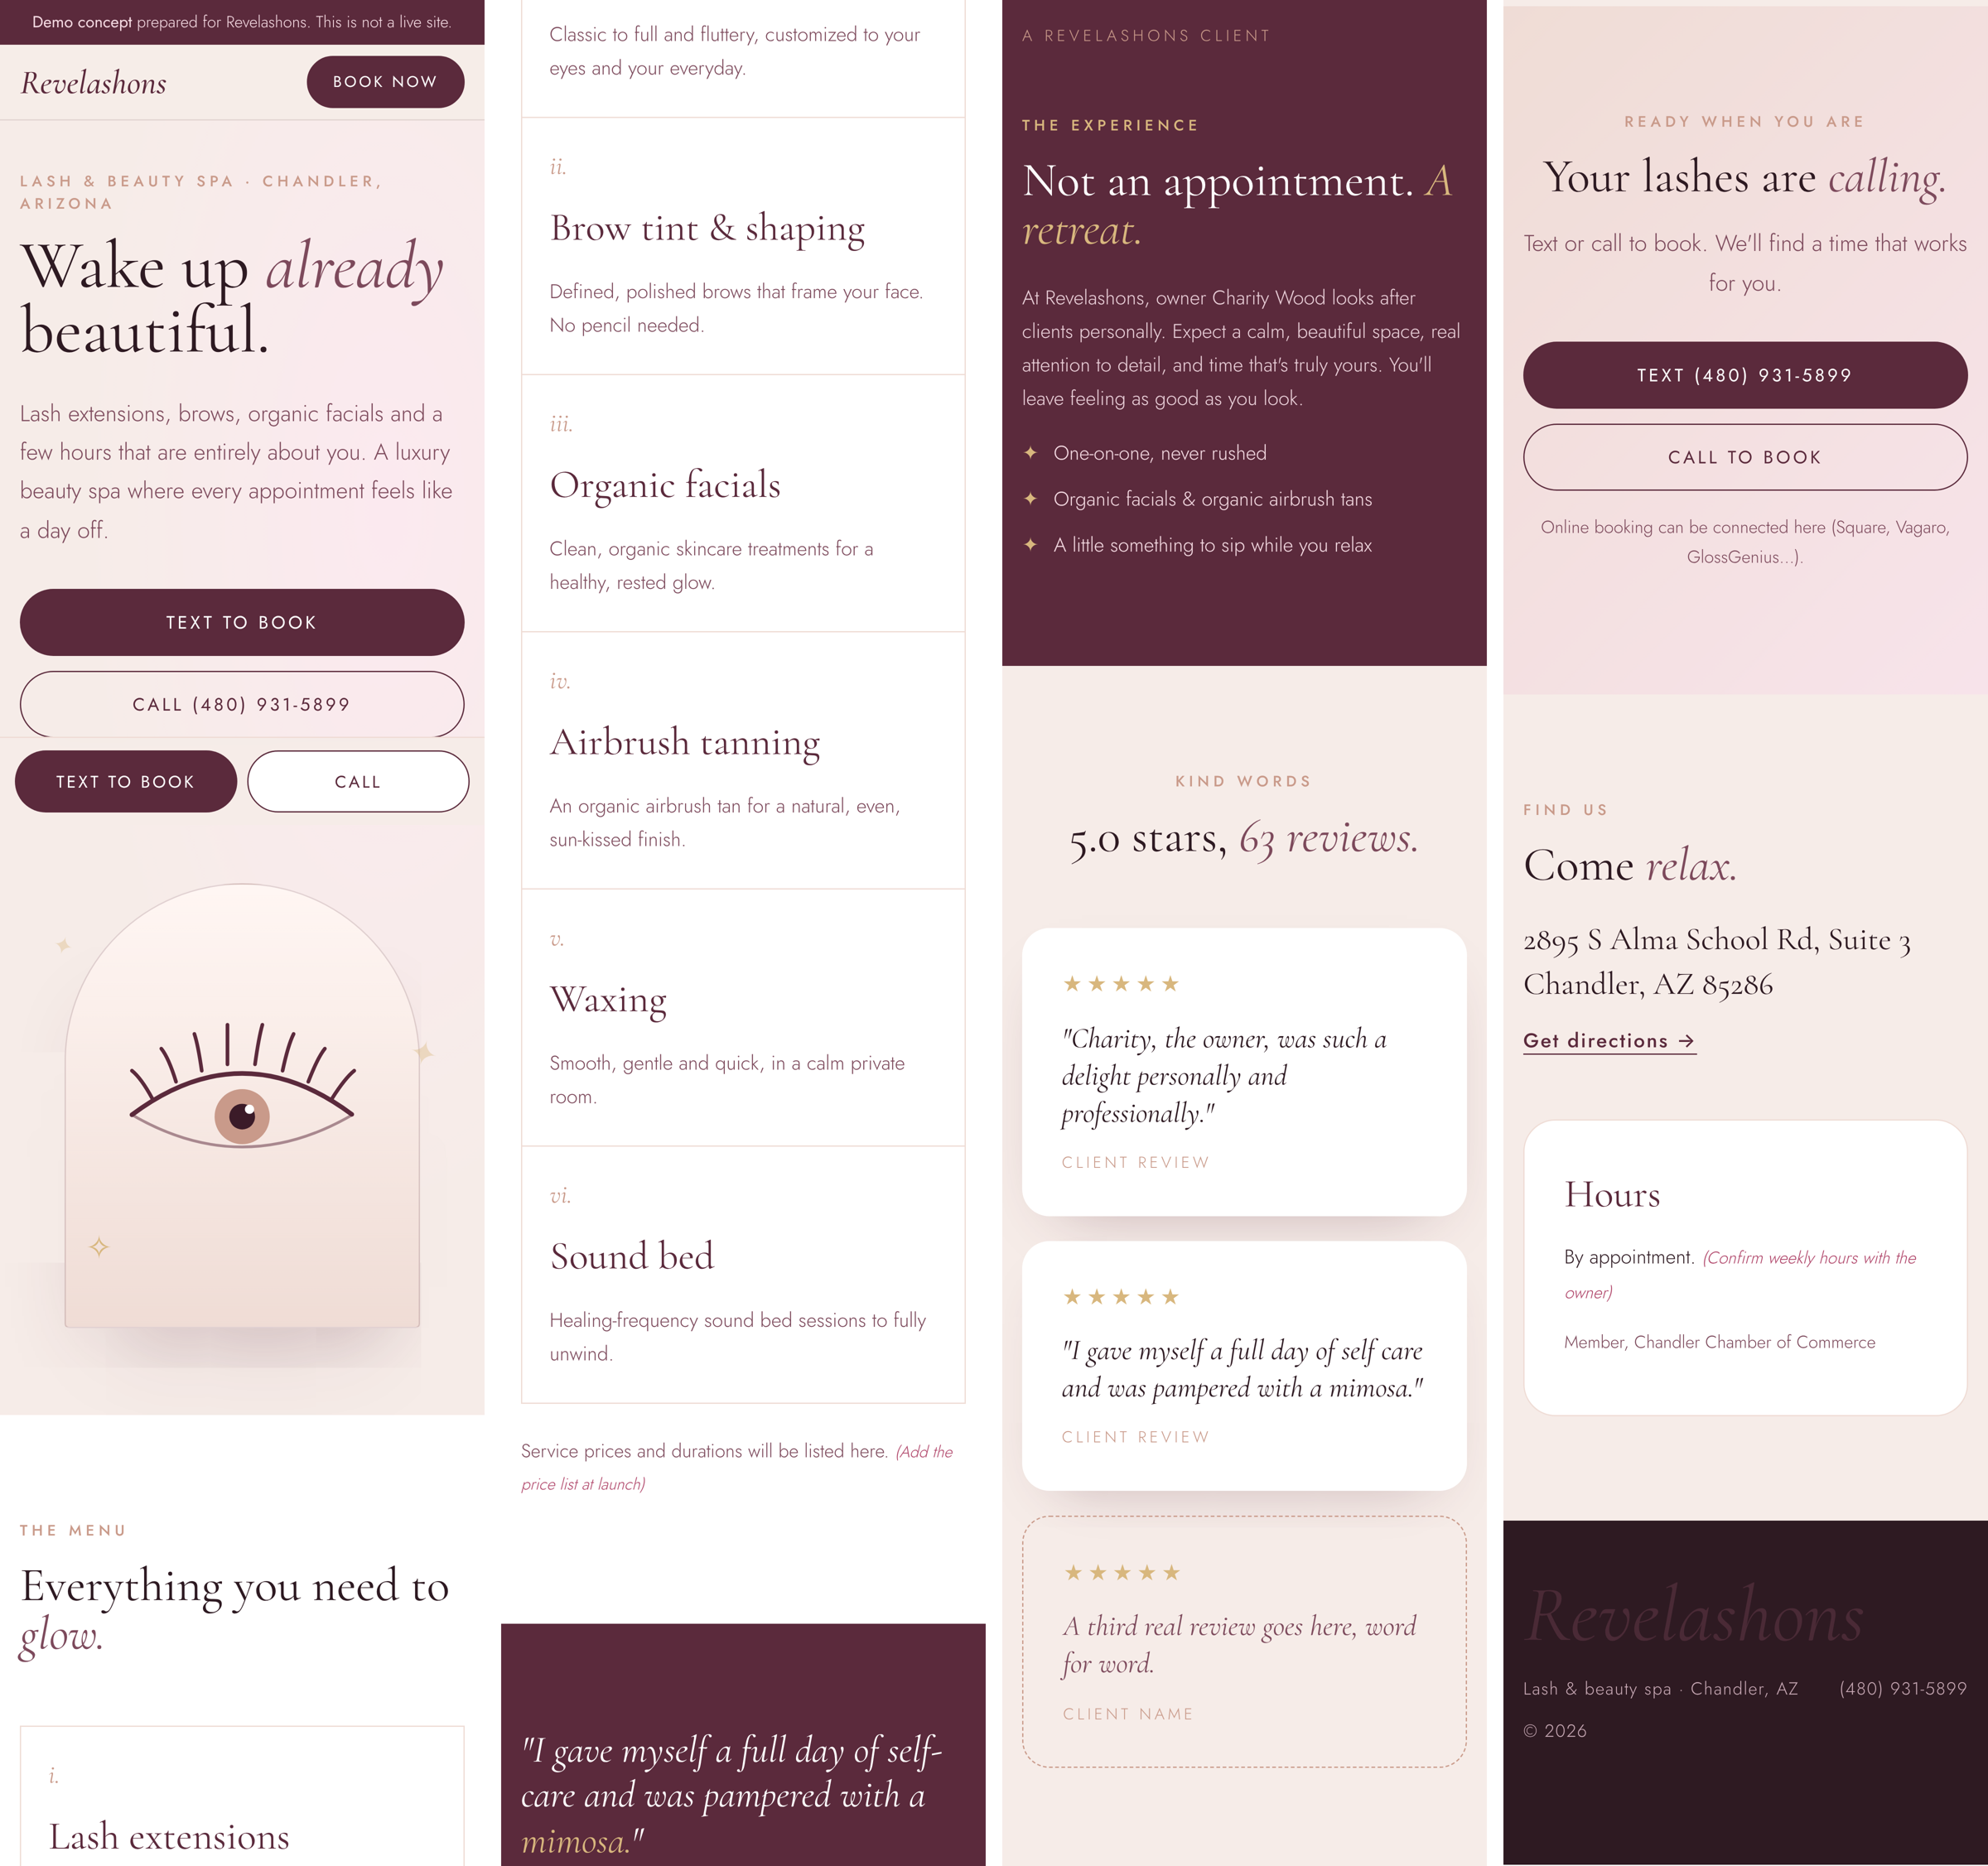 Demo concept prepared for Revelashons. This is not a live site.
Revelashons
BOOK NOW
LASH & BEAUTY SPA · CHANDLER,
ARIZONA
Wake up already
beautiful.
Lash extensions, brows, organic facials and a
few hours that are entirely about you. A luxury
beauty spa where every appointment feels like
a day off.
TEXT TO BOOK
CALL (480) 931-5899
TEXT TO BOOK
CALL
THE MENU
Everything you need to
glow.
i.
Lash extensions
Classic to full and fluttery, customized to your
eyes and your everyday.
ii.
Brow tint & shaping
Defined, polished brows that frame your face.
No pencil needed.
iii.
Organic facials
Clean, organic skincare treatments for a
healthy, rested glow.
iv.
Airbrush tanning
An organic airbrush tan for a natural, even,
sun-kissed finish.
v.
Waxing
Smooth, gentle and quick, in a calm private
room.
vi.
Sound bed
Healing-frequency sound bed sessions to fully
unwind.
Service prices and durations will be listed here. (Add the
price list at launch)
"I gave myself a full day of self-
care and was pampered with a
mimosa."
A REVELASHONS CLIENT
THE EXPERIENCE
Not an appointment. A
retreat.
At Revelashons, owner Charity Wood looks after
clients personally. Expect a calm, beautiful space, real
attention to detail, and time that's truly yours. You'll
leave feeling as good as you look.
One-on-one, never rushed
Organic facials & organic airbrush tans
A little something to sip while you relax
KIND WORDS
5.0 stars, 63 reviews.
★★★★★
"Charity, the owner, was such a
delight personally and
professionally."
CLIENT REVIEW
★★★★★
"I gave myself a full day of self care
and was pampered with a mimosa."
CLIENT REVIEW
★★★★★
A third real review goes here, word
for word.
CLIENT NAME
READY WHEN YOU ARE
Your lashes are calling.
Text or call to book. We'll find a time that works
for you.
TEXT (480) 931-5899
CALL TO BOOK
Online booking can be connected here (Square, Vagaro,
GlossGenius...).
FIND US
Come relax.
2895 S Alma School Rd, Suite 3
Chandler, AZ 85286
Get directions →
Hours
By appointment. (Confirm weekly hours with the
owner)
Member, Chandler Chamber of Commerce
Revelashons
Lash & beauty spa · Chandler, AZ (480) 931-5899
© 2026